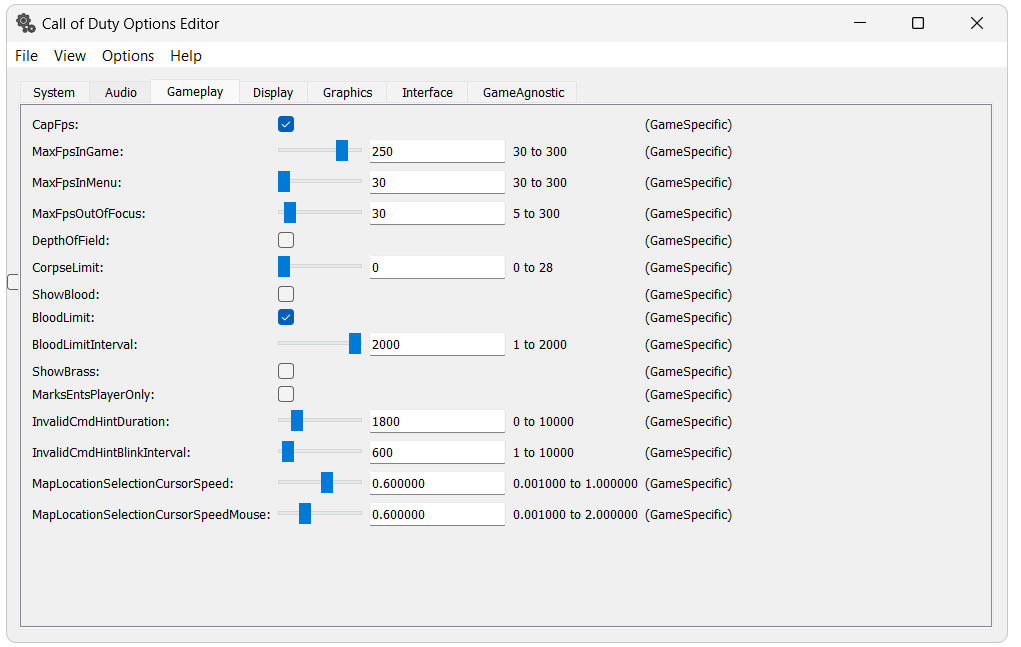 Call of Duty Options Editor
File View Options Help
System Audio Gameplay Display Graphics Interface GameAgnostic
CapFps: (GameSpecific)
MaxFpsInGame: 250 30 to 300 (GameSpecific)
MaxFpsInMenu: 30 30 to 300 (GameSpecific)
MaxFpsOutOfFocus: 30 5 to 300 (GameSpecific)
DepthOfField: (GameSpecific)
CorpseLimit: 0 0 to 28 (GameSpecific)
ShowBlood: (GameSpecific)
BloodLimit: (GameSpecific)
BloodLimitInterval: 2000 1 to 2000 (GameSpecific)
ShowBrass: (GameSpecific)
MarksEntsPlayerOnly: (GameSpecific)
InvalidCmdHintDuration: 1800 0 to 10000 (GameSpecific)
InvalidCmdHintBlinkInterval: 600 1 to 10000 (GameSpecific)
MapLocationSelectionCursorSpeed: 0.600000 0.001000 to 1.000000 (GameSpecific)
MapLocationSelectionCursorSpeedMouse: 0.600000 0.001000 to 2.000000 (GameSpecific)